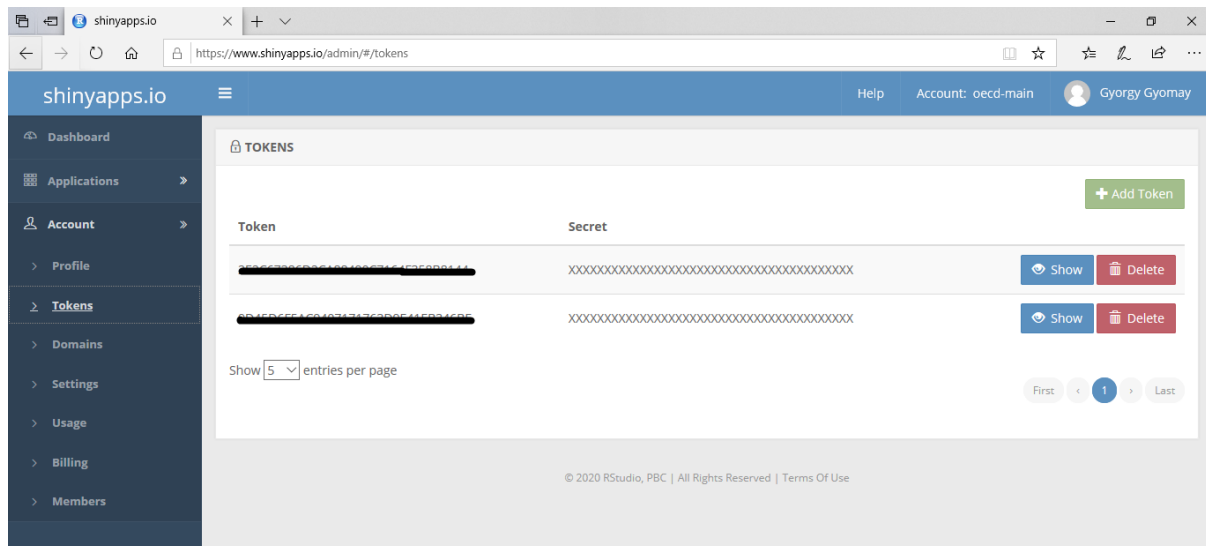 shinyapps.io
https://www.shinyapps.io/admin/#/tokens
shinyapps.io Help Account: oecd-main Gyorgy Gyomay
Dashboard
Applications
Account
Profile
Tokens
Domains
Settings
Usage
Billing
Members
TOKENS
Add Token
Token Secret
XXXXXXXXXXXXXXXXXXXXXXXXXXXXXXXXXXXXXXXX Show Delete
XXXXXXXXXXXXXXXXXXXXXXXXXXXXXXXXXXXXXXXX Show Delete
Show 5 entries per page
First ‹ 1 › Last
© 2020 RStudio, PBC | All Rights Reserved | Terms Of Use